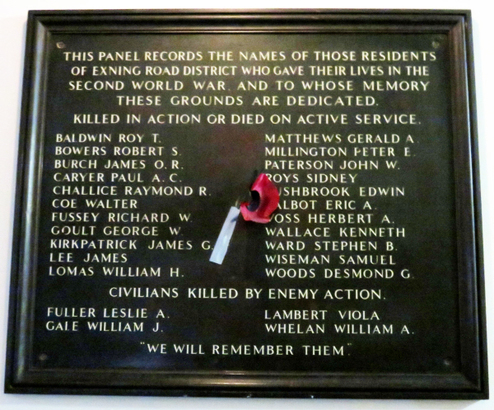 THIS PANEL RECORDS THE NAMES OF THOSE RESIDENTS
OF EXNING ROAD DISTRICT WHO GAVE THEIR LIVES IN THE
SECOND WORLD WAR, AND TO WHOSE MEMORY
THESE GROUNDS ARE DEDICATED.
KILLED IN ACTION OR DIED ON ACTIVE SERVICE.
BALDWIN ROY T.
BOWERS ROBERT S.
BURCH JAMES O. R.
CARYER PAUL A. C.
CHALLICE RAYMOND R.
COE WALTER
FUSSEY RICHARD W.
GOULT GEORGE W.
KIRKPATRICK JAMES G.
LEE JAMES
LOMAS WILLIAM H.
MATTHEWS GERALD A.
MILLINGTON PETER E.
PATERSON JOHN W.
ROYS SIDNEY
EDWIN
ERIC A.
HERBERT A.
WALLACE KENNETH
WARD STEPHEN B.
WISEMAN SAMUEL
WOODS DESMOND G.
CIVILIANS KILLED BY ENEMY ACTION.
FULLER LESLIE A.
GALE WILLIAM J.
LAMBERT VIOLA
WHELAN WILLIAM A.
"WE WILL REMEMBER THEM."